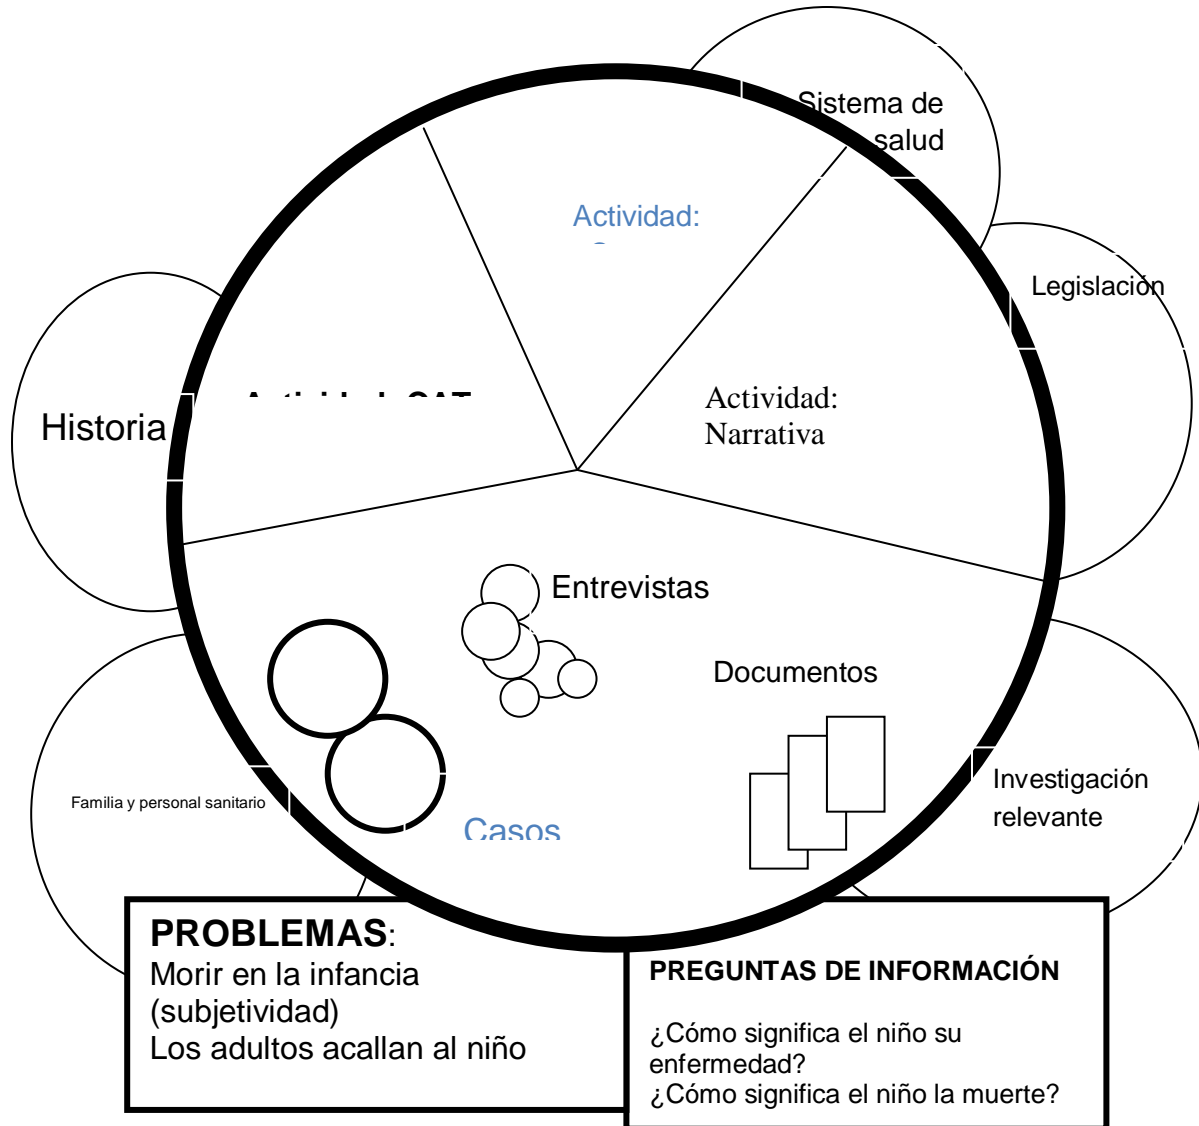 Sistema de
salud
Actividad:
Legislación
Actividad:
Narrativa
Historia
Entrevistas
Documentos
Familia y personal sanitario
Casos
Investigación
relevante
PROBLEMAS:
Morir en la infancia
(subjetividad)
Los adultos acallan al niño
PREGUNTAS DE INFORMACIÓN
¿Cómo significa el niño su
enfermedad?
¿Cómo significa el niño la muerte?